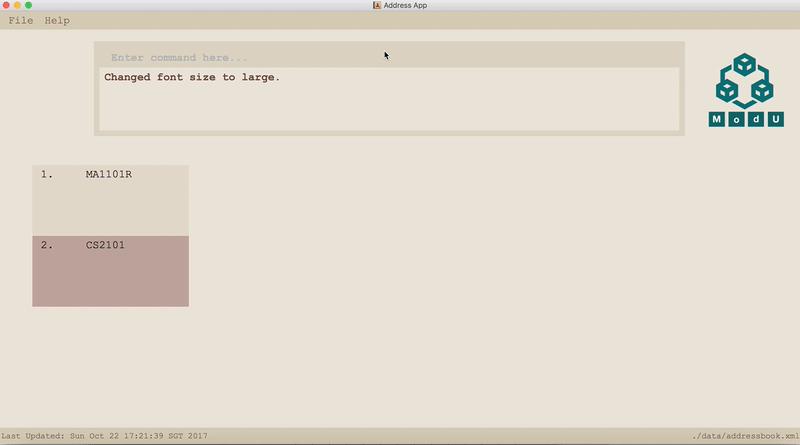 Address App
File Help
Enter command here...
Changed font size to large.
ModU
1. MA1101R
2. CS2101
Last Updated: Sun Oct 22 17:21:39 SGT 2017
./data/addressbook.xml